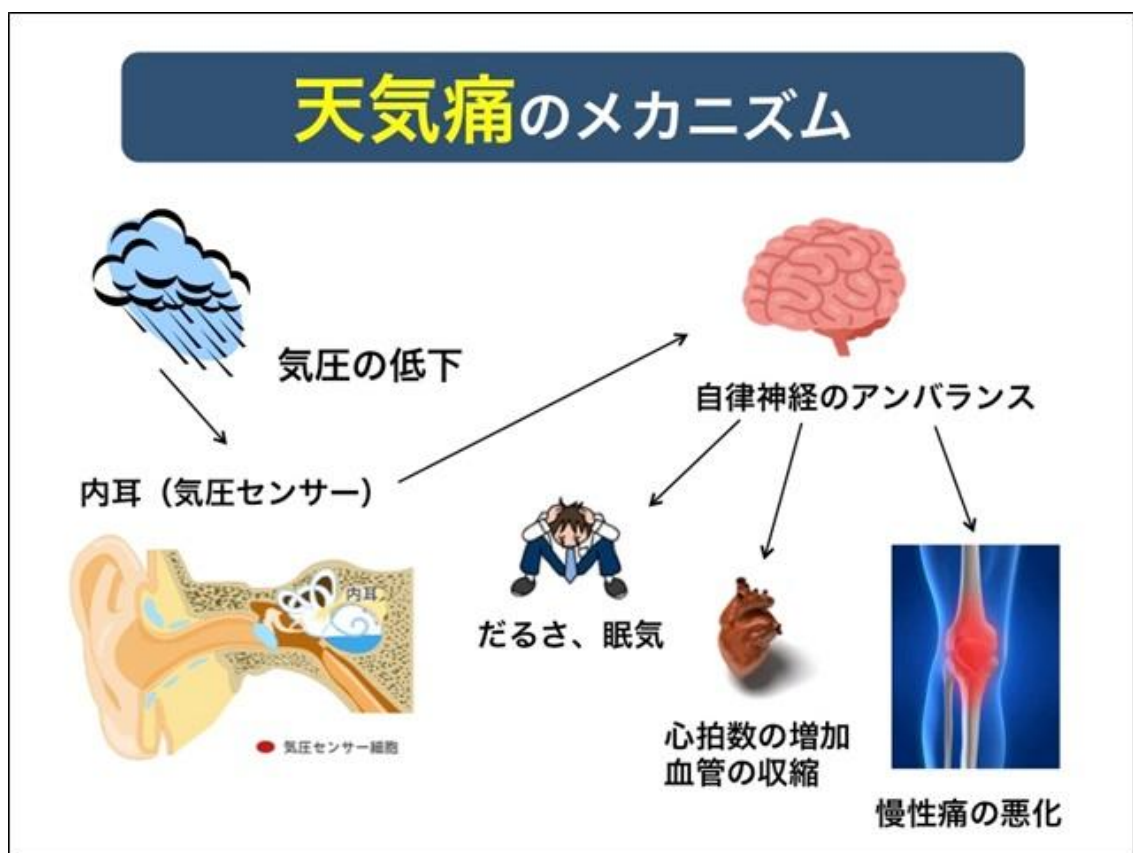 天気痛のメカニズム
気圧の低下
自律神経のアンバランス
内耳（気圧センサー）
内耳
気圧センサー細胞
だるさ、眠気
心拍数の増加
血管の収縮
慢性痛の悪化